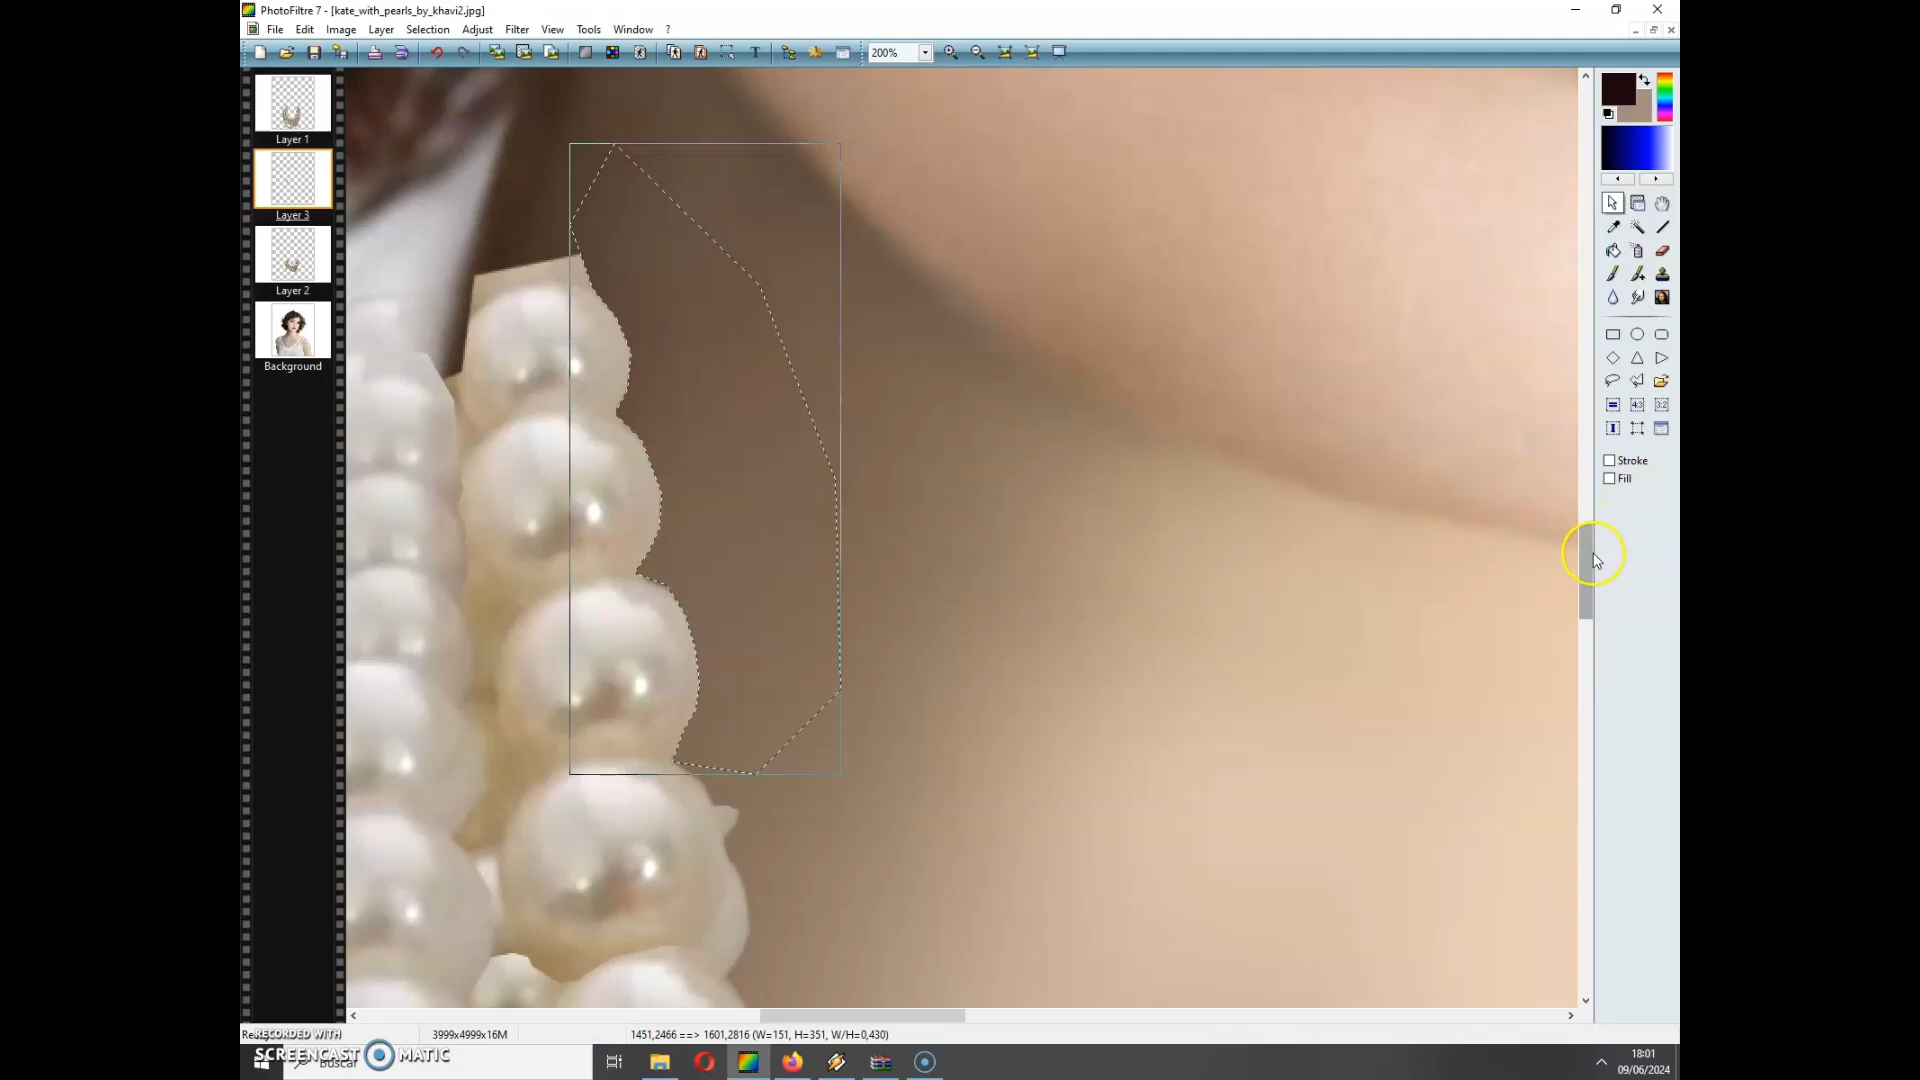 PhotoFiltre 7 - [kate_with_pearls_by_khavi2.jpg]
File Edit Image Layer Selection Adjust Filter View Tools Window ?
200%
Layer 1
Layer 3
Layer 2
Background
Stroke
Fill
3999x4999x16M
1451,2466 ==> 1601,2816 (W=151, H=351, W/H=0,430)
RECORDED WITH
SCREENCAST MATIC
Buscar
18:01
09/06/2024